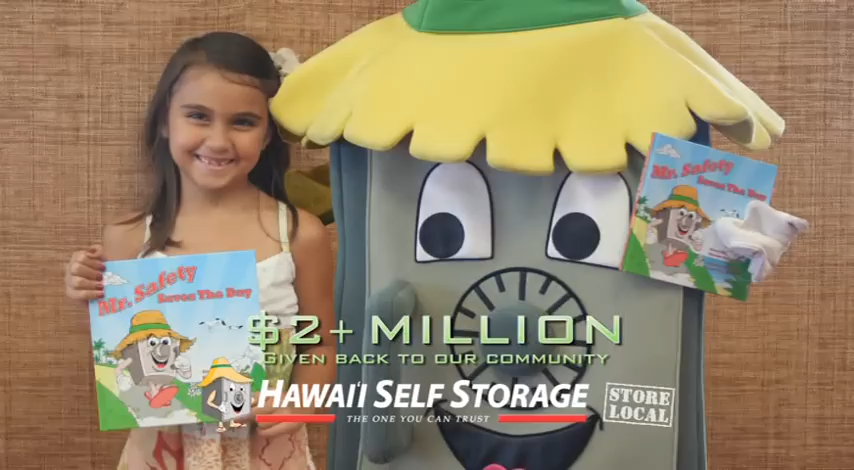 Mr. Safety
Saves The Day
Mr. Safety
Saves The Day
$2+ MILLION
GIVEN BACK TO OUR COMMUNITY
HAWAI'I SELF STORAGE
THE ONE YOU CAN TRUST
STORE
LOCAL